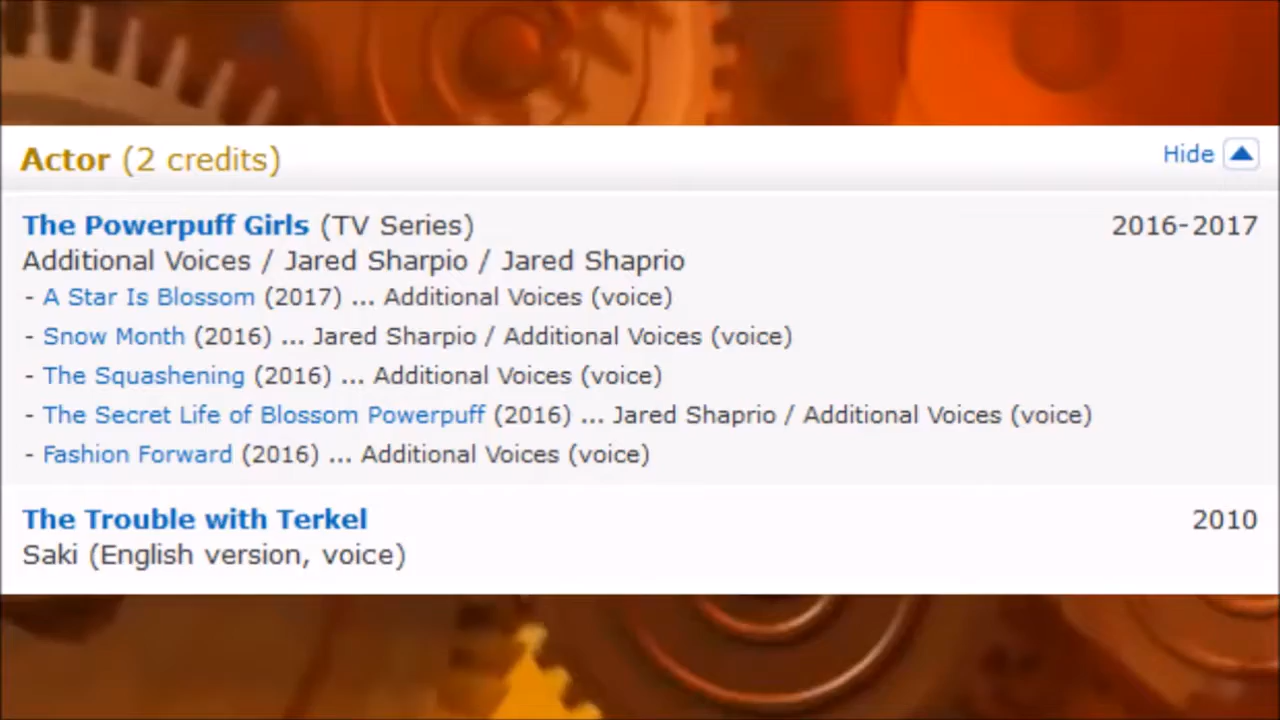 Actor (2 credits)
Hide
The Powerpuff Girls (TV Series)
2016-2017
Additional Voices / Jared Sharpio / Jared Shaprio
- A Star Is Blossom (2017) ... Additional Voices (voice)
- Snow Month (2016) ... Jared Sharpio / Additional Voices (voice)
- The Squashening (2016) ... Additional Voices (voice)
- The Secret Life of Blossom Powerpuff (2016) ... Jared Shaprio / Additional Voices (voice)
- Fashion Forward (2016) ... Additional Voices (voice)
The Trouble with Terkel
2010
Saki (English version, voice)